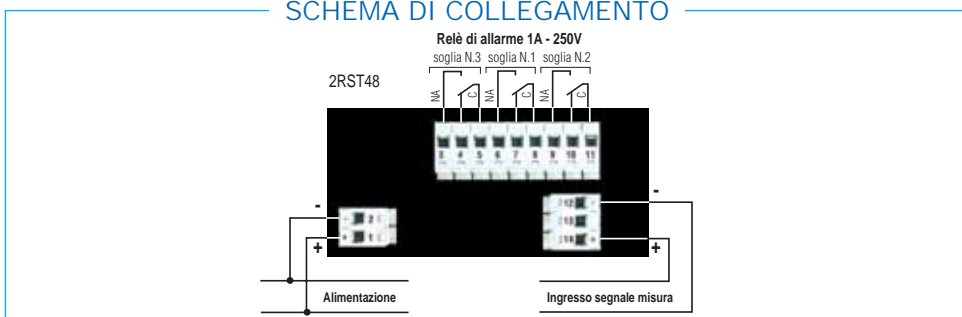 SCHEMA DI COLLEGAMENTO
Relè di allarme 1A - 250V
soglia N.3 soglia N.1 soglia N.2
2RST48
NA C NA C NA C
3 4 5 6 7 8 9 10 11
- 2
+ 1
12 -
13
14 +
-
+
-
+
Alimentazione
Ingresso segnale misura